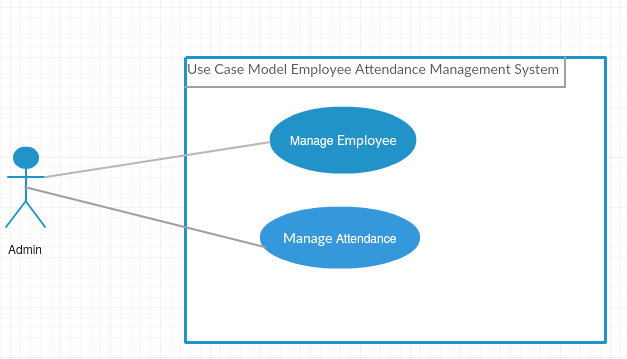 Use Case Model Employee Attendance Management System
Manage Employee
Manage Attendance
Admin